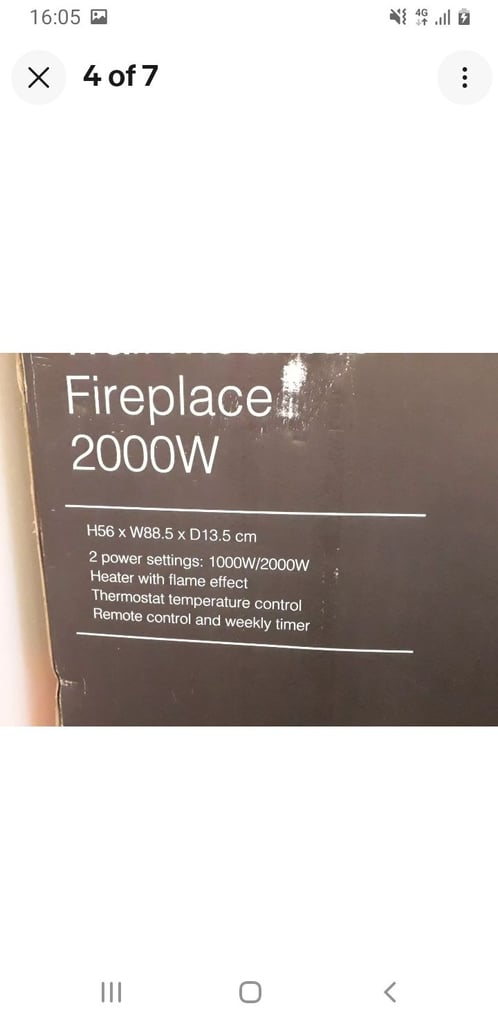 16:05
4G
4 of 7
Fireplace
2000W
H56 x W88.5 x D13.5 cm
2 power settings: 1000W/2000W
Heater with flame effect
Thermostat temperature control
Remote control and weekly timer